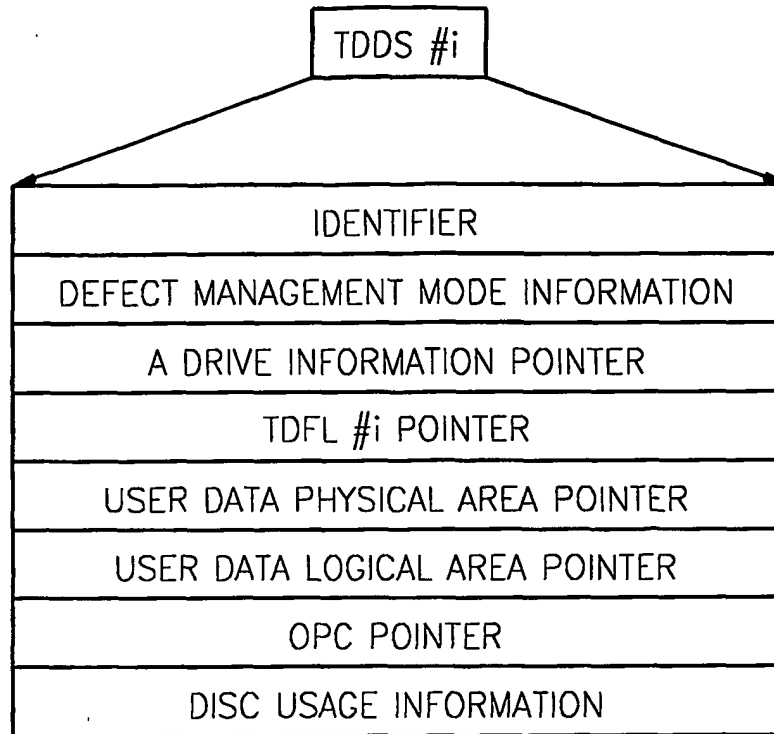 TDDS #i
IDENTIFIER
DEFECT MANAGEMENT MODE INFORMATION
A DRIVE INFORMATION POINTER
TDFL #i POINTER
USER DATA PHYSICAL AREA POINTER
USER DATA LOGICAL AREA POINTER
OPC POINTER
DISC USAGE INFORMATION